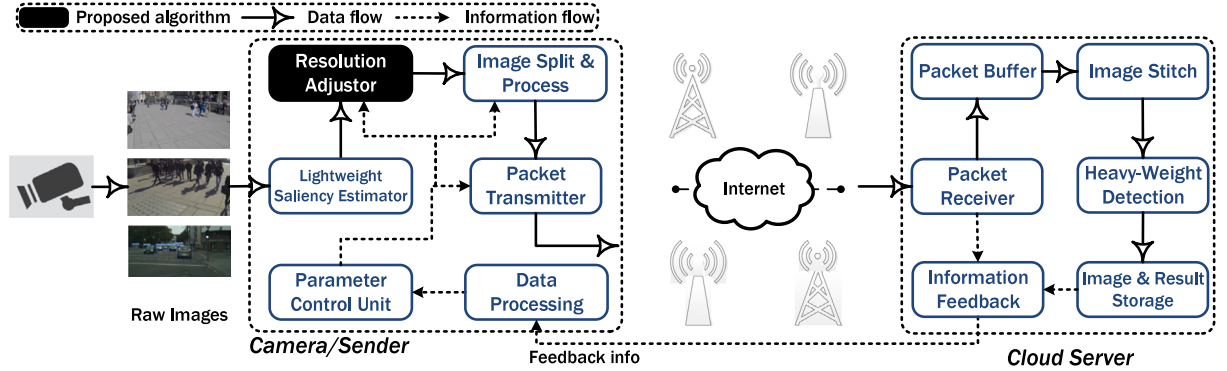 Proposed algorithm
Data flow
Information flow
Resolution
Adjustor
Image Split &
Process
Lightweight
Saliency Estimator
Packet
Transmitter
Parameter
Control Unit
Data
Processing
Raw Images
Camera/Sender
Internet
Feedback info
Packet Buffer
Image Stitch
Packet
Receiver
Heavy-Weight
Detection
Information
Feedback
Image & Result
Storage
Cloud Server